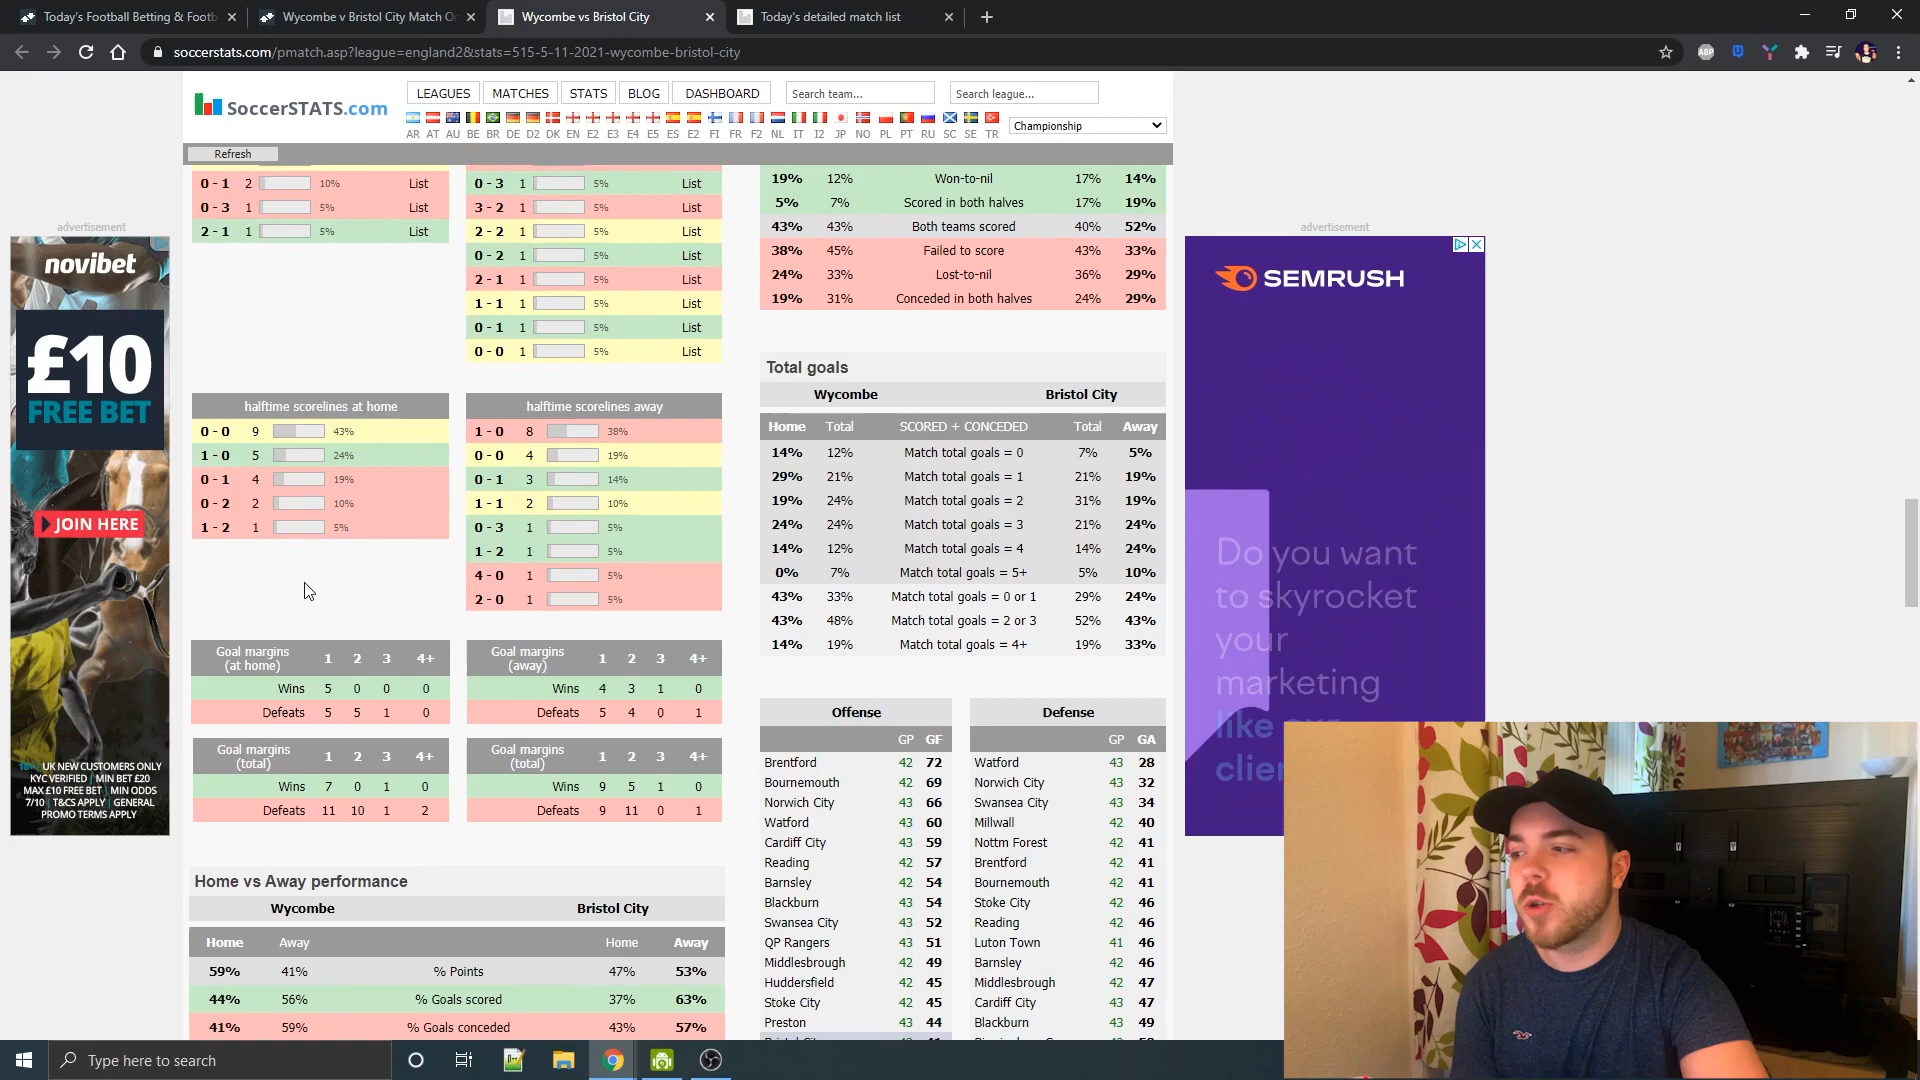 Today's Football Betting & Footb
Wycombe v Bristol City Match O
Wycombe vs Bristol City
Today's detailed match list
soccerstats.com/pmatch.asp?league=england2&stats=515-5-11-2021-wycombe-bristol-city
ABP
SoccerSTATS.com
LEAGUES MATCHES STATS BLOG DASHBOARD Search team... Search league...
AR AT AU BE BR DE D2 DK EN E2 E3 E4 E5 ES E2 FI FR F2 NL IT I2 JP NO PL PT RU SC SE TR
Championship
Refresh
0 - 1 2 10% List
0 - 3 1 5% List
2 - 1 1 5% List
0 - 3 1 5% List
3 - 2 1 5% List
2 - 2 1 5% List
0 - 2 1 5% List
2 - 1 1 5% List
1 - 1 1 5% List
0 - 1 1 5% List
0 - 0 1 5% List
halftime scorelines at home
0 - 0 9 43%
1 - 0 5 24%
0 - 1 4 19%
0 - 2 2 10%
1 - 2 1 5%
halftime scorelines away
1 - 0 8 38%
0 - 0 4 19%
0 - 1 3 14%
1 - 1 2 10%
0 - 3 1 5%
1 - 2 1 5%
4 - 0 1 5%
2 - 0 1 5%
Goal margins (at home) 1 2 3 4+
Wins 5 0 0 0
Defeats 5 5 1 0
Goal margins (away) 1 2 3 4+
Wins 4 3 1 0
Defeats 5 4 0 1
Goal margins (total) 1 2 3 4+
Wins 7 0 1 0
Defeats 11 10 1 2
Goal margins (total) 1 2 3 4+
Wins 9 5 1 0
Defeats 9 11 0 1
Home vs Away performance
Wycombe Bristol City
Home Away Home Away
59% 41% % Points 47% 53%
44% 56% % Goals scored 37% 63%
41% 59% % Goals conceded 43% 57%
19% 12% Won-to-nil 17% 14%
5% 7% Scored in both halves 17% 19%
43% 43% Both teams scored 40% 52%
38% 45% Failed to score 43% 33%
24% 33% Lost-to-nil 36% 29%
19% 31% Conceded in both halves 24% 29%
Total goals
Wycombe Bristol City
Home Total SCORED + CONCEDED Total Away
14% 12% Match total goals = 0 7% 5%
29% 21% Match total goals = 1 21% 19%
19% 24% Match total goals = 2 31% 19%
24% 24% Match total goals = 3 21% 24%
14% 12% Match total goals = 4 14% 24%
0% 7% Match total goals = 5+ 5% 10%
43% 33% Match total goals = 0 or 1 29% 24%
43% 48% Match total goals = 2 or 3 52% 43%
14% 19% Match total goals = 4+ 19% 33%
Offense
GP GF
Brentford 42 72
Bournemouth 42 69
Norwich City 43 66
Watford 43 60
Cardiff City 43 59
Reading 42 57
Barnsley 42 54
Blackburn 43 54
Swansea City 43 52
QP Rangers 43 51
Middlesbrough 42 49
Huddersfield 42 45
Stoke City 42 45
Preston 43 44
Defense
GP GA
Watford 43 28
Norwich City 43 32
Swansea City 43 34
Millwall 42 40
Nottm Forest 42 41
Brentford 42 41
Bournemouth 42 41
Stoke City 42 46
Reading 42 46
Luton Town 41 46
Barnsley 42 46
Middlesbrough 42 47
Cardiff City 43 47
Blackburn 43 49
advertisement
novibet
£10
FREE BET
JOIN HERE
18+ UK NEW CUSTOMERS ONLY
KYC VERIFIED | MIN BET £20
MAX £10 FREE BET | MIN ODDS
7/10 | T&CS APPLY | GENERAL
PROMO TERMS APPLY
advertisement
SEMRUSH
Do you want
to skyrocket
your
marketing
like our
clien
Type here to search